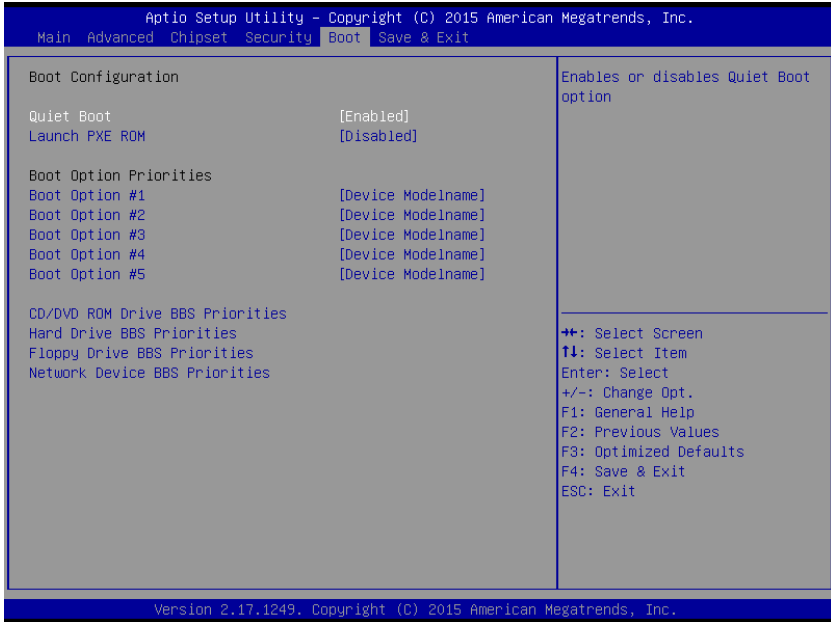 Aptio Setup Utility – Copyright (C) 2015 American Megatrends, Inc.
Main Advanced Chipset Security Boot Save & Exit
Boot Configuration
Quiet Boot [Enabled]
Launch PXE ROM [Disabled]
Boot Option Priorities
Boot Option #1 [Device Modelname]
Boot Option #2 [Device Modelname]
Boot Option #3 [Device Modelname]
Boot Option #4 [Device Modelname]
Boot Option #5 [Device Modelname]
CD/DVD ROM Drive BBS Priorities
Hard Drive BBS Priorities
Floppy Drive BBS Priorities
Network Device BBS Priorities
Enables or disables Quiet Boot
option
→←: Select Screen
↑↓: Select Item
Enter: Select
+/-: Change Opt.
F1: General Help
F2: Previous Values
F3: Optimized Defaults
F4: Save & Exit
ESC: Exit
Version 2.17.1249. Copyright (C) 2015 American Megatrends, Inc.